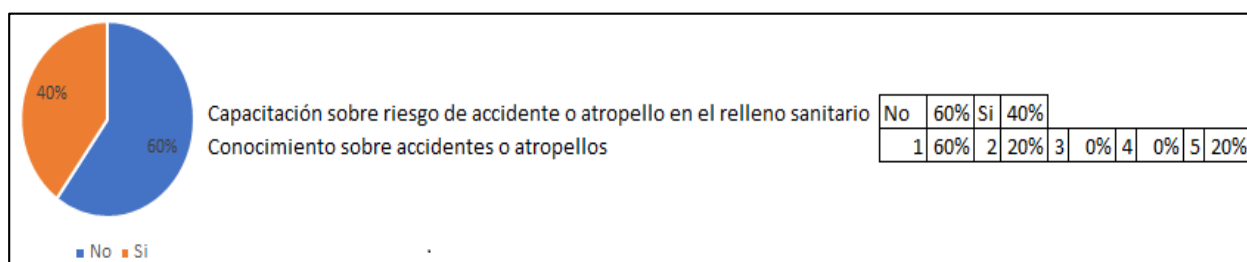 40%
60%
No Si
Capacitación sobre riesgo de accidente o atropello en el relleno sanitario No 60% Si 40%
Conocimiento sobre accidentes o atropellos 1 60% 2 20% 3 0% 4 0% 5 20%